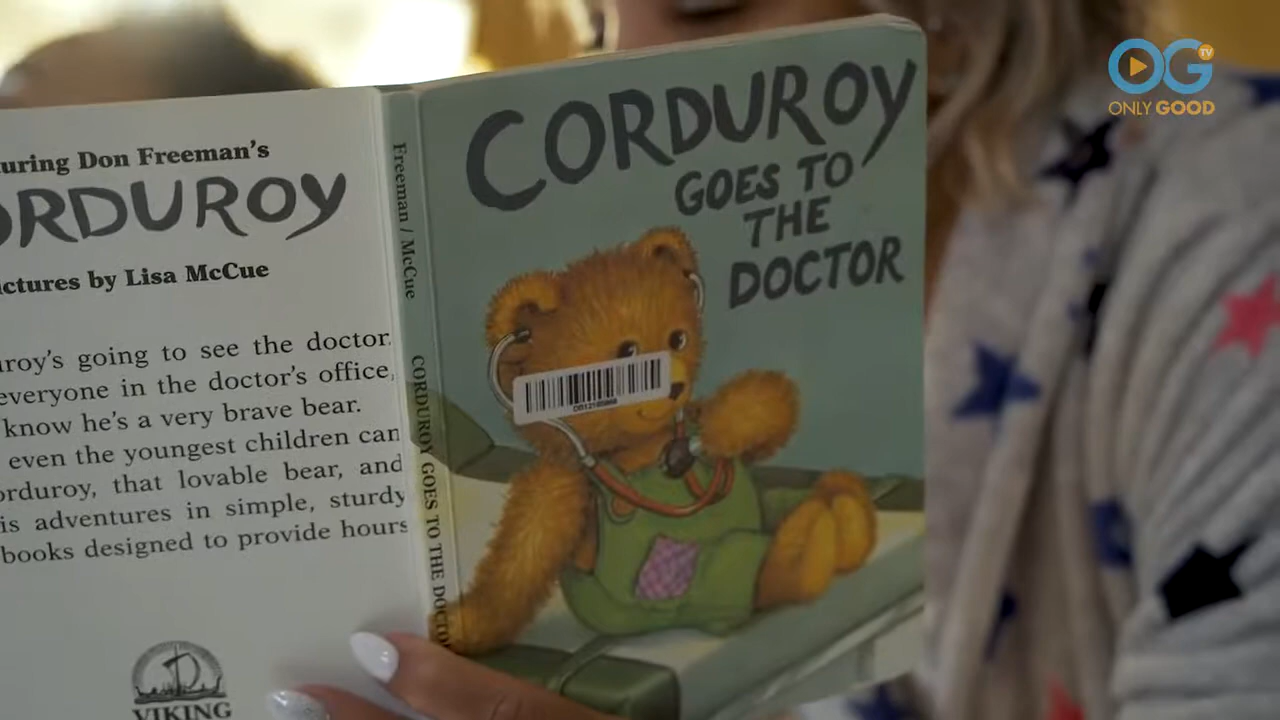 OG TV
ONLY GOOD
uring Don Freeman's
ORDUROY
ctures by Lisa McCue
uroy's going to see the doctor.
everyone in the doctor's office,
know he's a very brave bear.
even the youngest children can
orduroy, that lovable bear, and
is adventures in simple, sturdy
books designed to provide hours
VIKING
Freeman / McCue
CORDUROY GOES TO THE DOCTO
CORDUROY
GOES TO
THE
DOCTOR